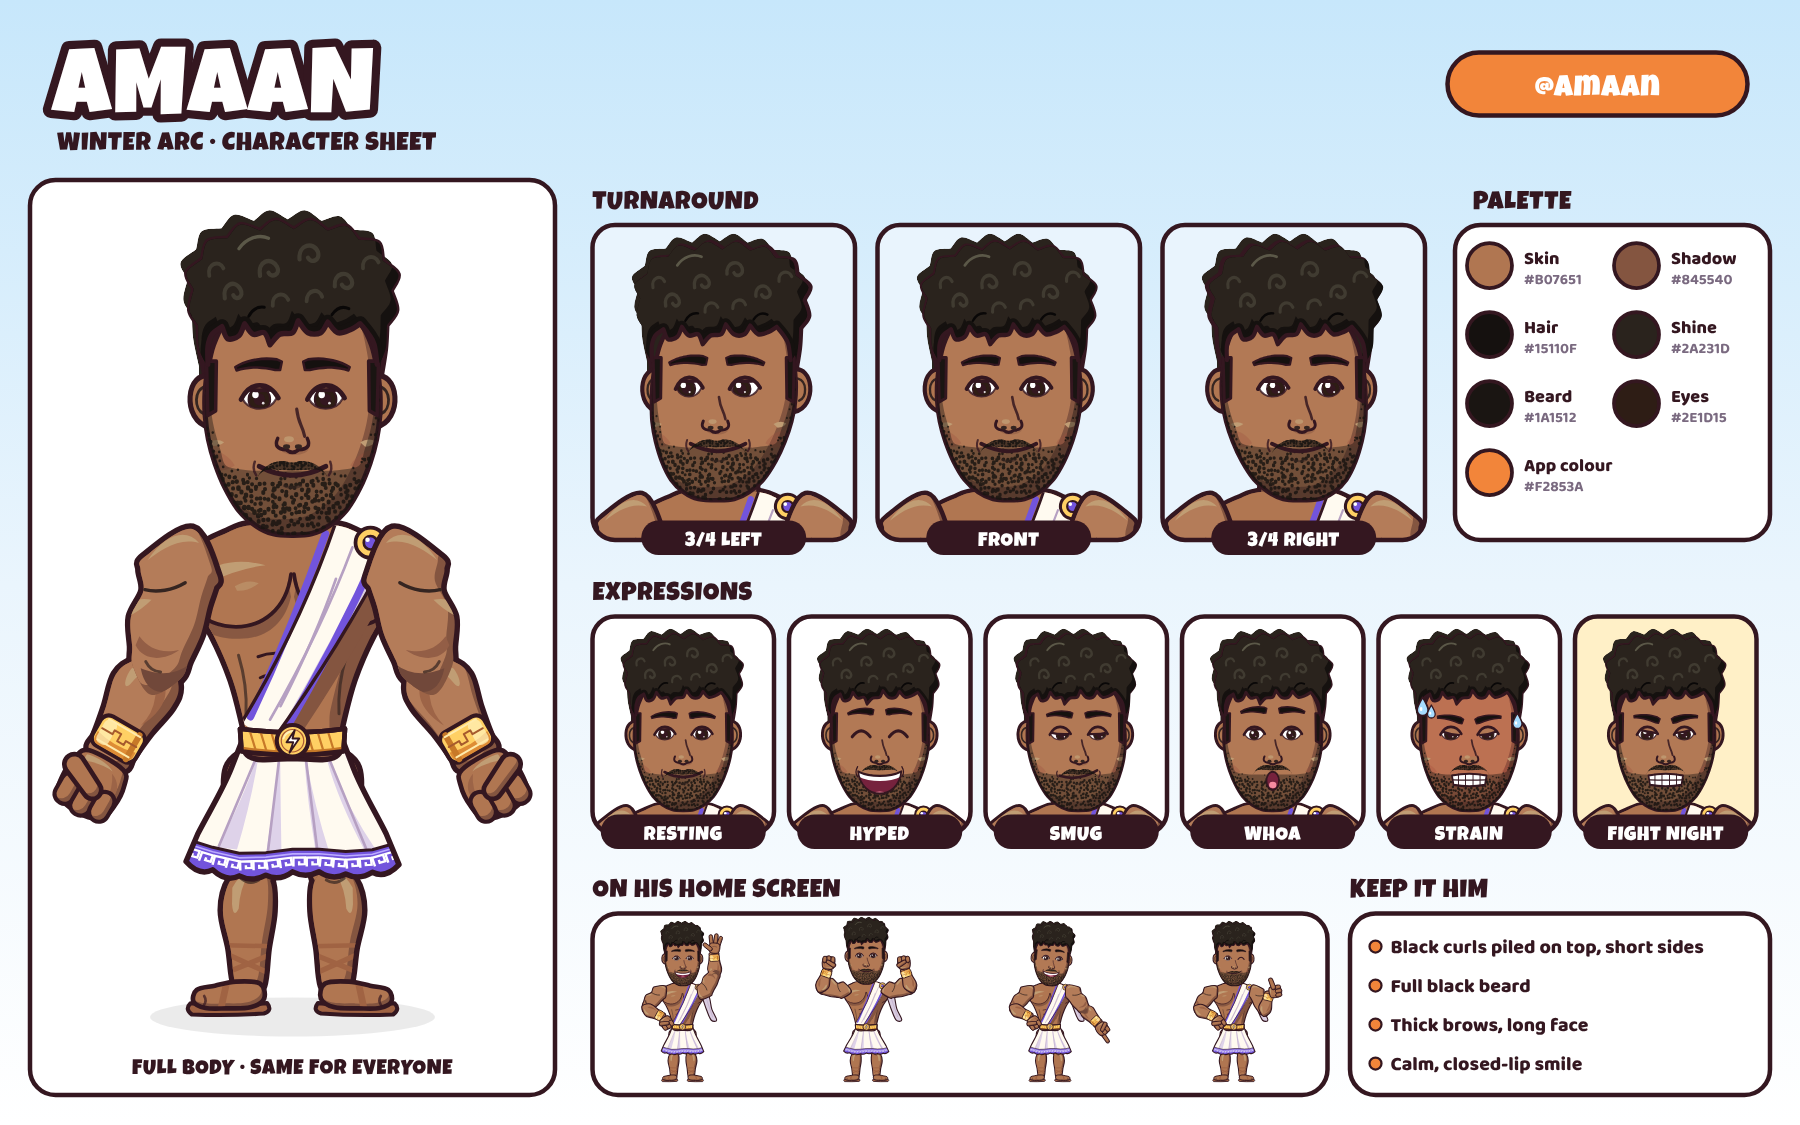 AMAAN
WINTER ARC · CHARACTER SHEET
@AMAAN
FULL BODY · SAME FOR EVERYONE
TURNAROUND
3/4 LEFT
FRONT
3/4 RIGHT
PALETTE
Skin
#B07651
Shadow
#845540
Hair
#15110F
Shine
#2A231D
Beard
#1A1512
Eyes
#2E1D15
App colour
#F2853A
EXPRESSIONS
RESTING
HYPED
SMUG
WHOA
STRAIN
FIGHT NIGHT
ON HIS HOME SCREEN
KEEP IT HIM
Black curls piled on top, short sides
Full black beard
Thick brows, long face
Calm, closed-lip smile